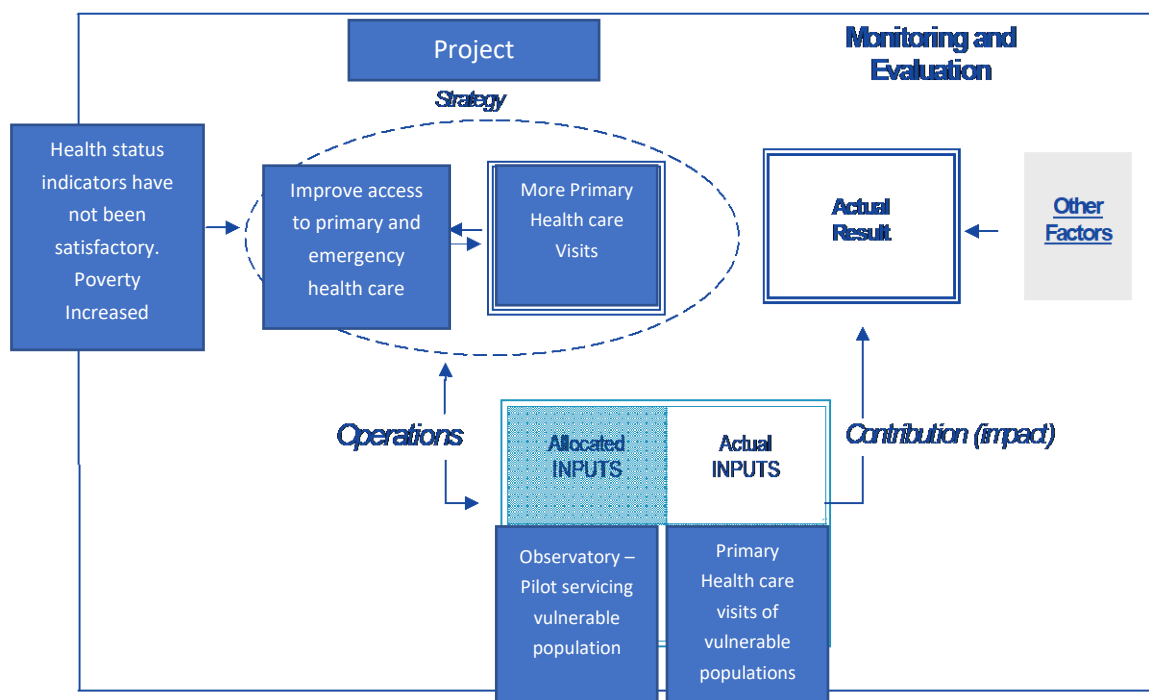 Project
Monitoring and
Evaluation
Strategy
Health status
indicators have
not been
satisfactory.
Poverty
Increased
Improve access
to primary and
emergency
health care
More Primary
Health care
Visits
Actual
Result
Other
Factors
Operations
Allocated
INPUTS
Actual
INPUTS
Contribution (impact)
Observatory –
Pilot servicing
vulnerable
population
Primary
Health care
visits of
vulnerable
populations